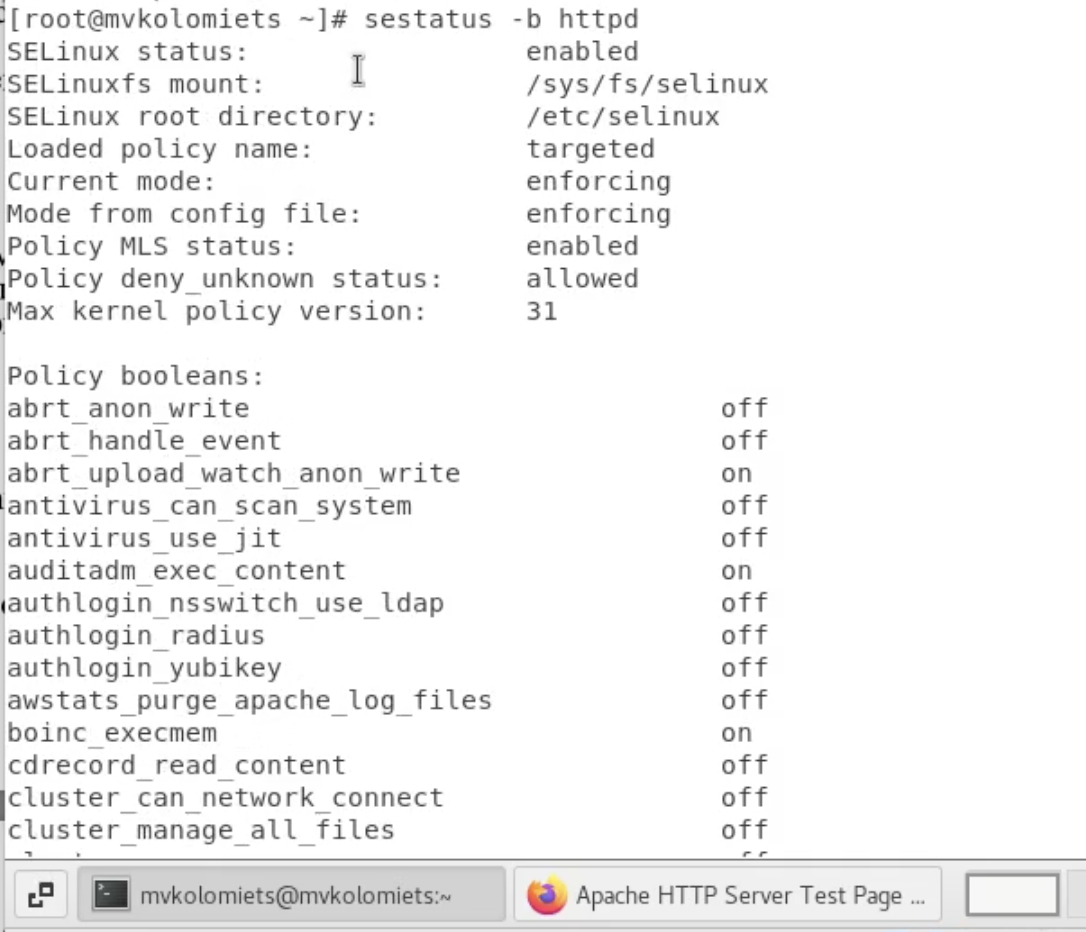 [root@mvkolomiets ~]# sestatus -b httpd
SELinux status:                 enabled
SELinuxfs mount:                /sys/fs/selinux
SELinux root directory:         /etc/selinux
Loaded policy name:             targeted
Current mode:                   enforcing
Mode from config file:          enforcing
Policy MLS status:              enabled
Policy deny_unknown status:     allowed
Max kernel policy version:      31

Policy booleans:
abrt_anon_write                             off
abrt_handle_event                           off
abrt_upload_watch_anon_write                on
antivirus_can_scan_system                   off
antivirus_use_jit                           off
auditadm_exec_content                       on
authlogin_nsswitch_use_ldap                 off
authlogin_radius                            off
authlogin_yubikey                           off
awstats_purge_apache_log_files              off
boinc_execmem                               on
cdrecord_read_content                       off
cluster_can_network_connect                 off
cluster_manage_all_files                    off
mvkolomiets@mvkolomiets:~
Apache HTTP Server Test Page ...